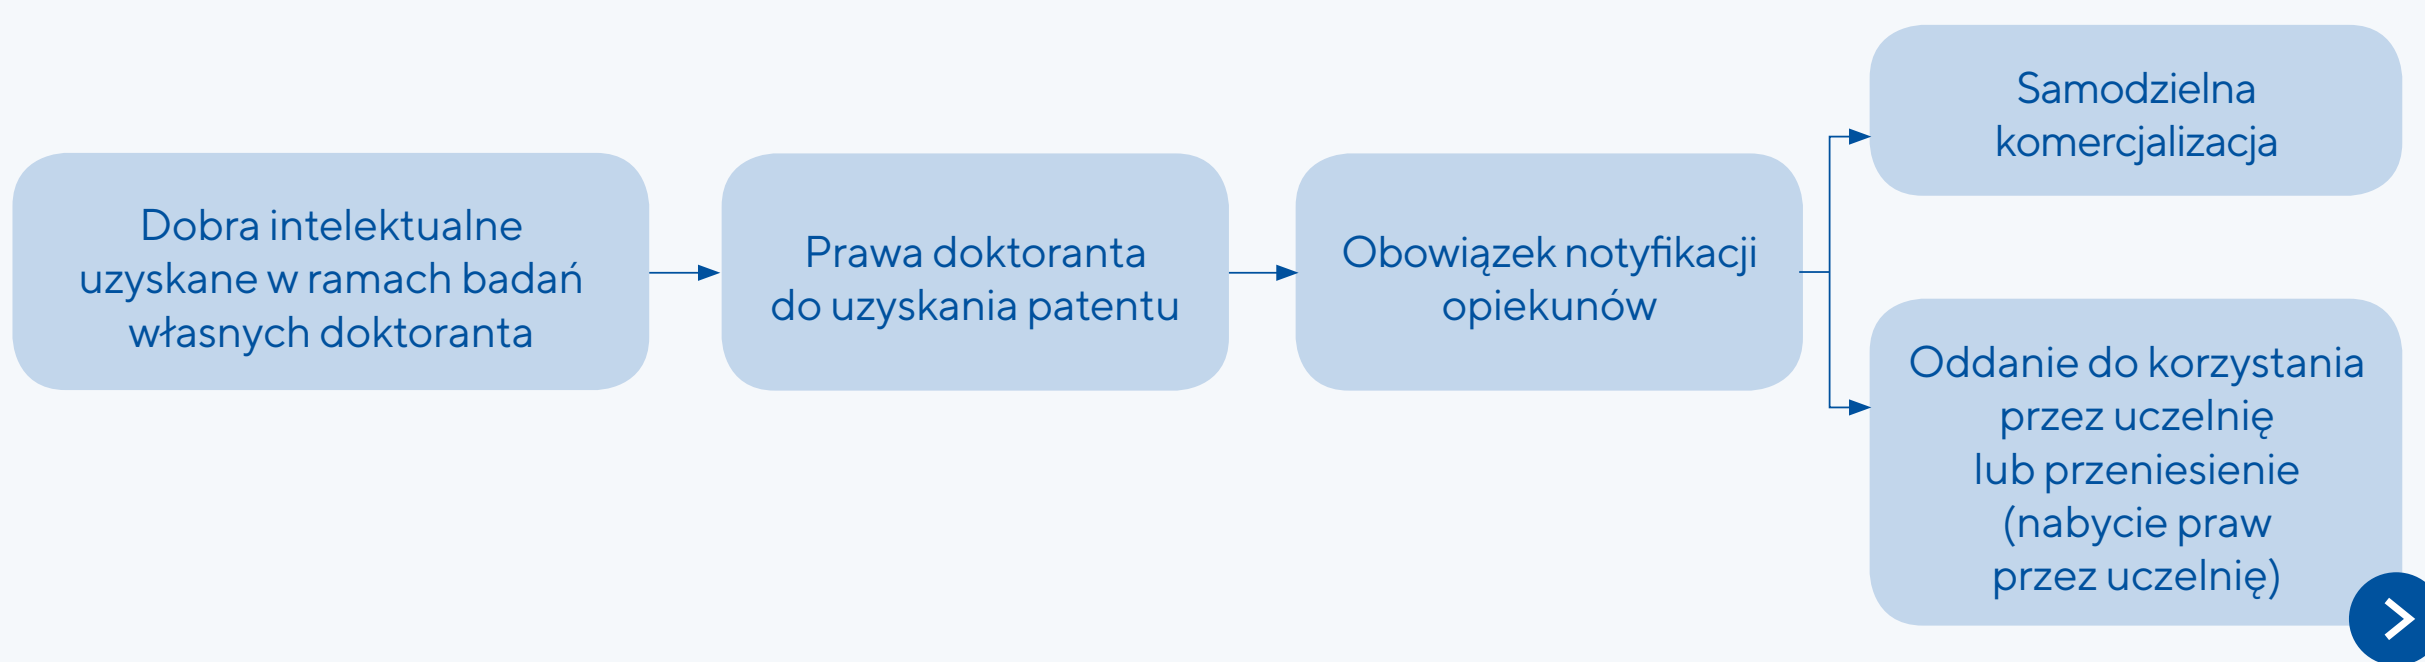 Dobra intelektualne
uzyskane w ramach badań
własnych doktoranta
Prawa doktoranta
do uzyskania patentu
Obowiązek notyfikacji
opiekunów
Samodzielna
komercjalizacja
Oddanie do korzystania
przez uczelnię
lub przeniesienie
(nabycie praw
przez uczelnię)